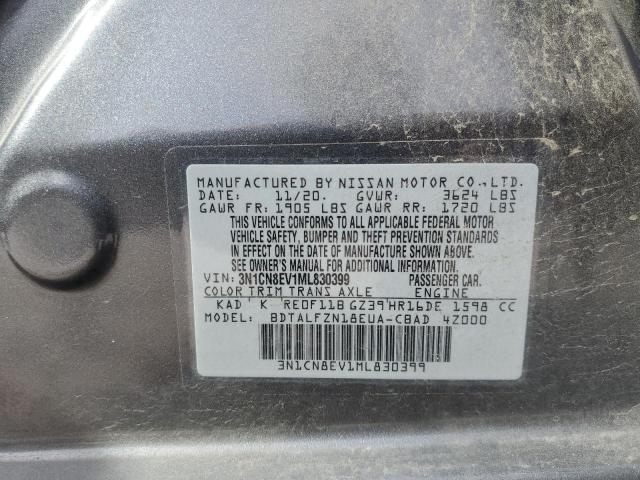 MANUFACTURED BY NISSAN MOTOR CO.,LTD.
DATE: 11/20. GVWR: 3624 LBS
GAWR FR: 1905 LBS GAWR RR: 1720 LBS
THIS VEHICLE CONFORMS TO ALL APPLICABLE FEDERAL MOTOR
VEHICLE SAFETY, BUMPER AND THEFT PREVENTION STANDARDS
IN EFFECT ON THE DATE OF MANUFACTURE SHOWN ABOVE.
SEE OWNER'S MANUAL FOR ADDITIONAL INFORMATION
VIN: 3N1CN8EV1ML830399 PASSENGER CAR.
COLOR TRIM TRANS AXLE ENGINE
KAD K RE0F11B GZ39 HR16DE 1598 CC
MODEL: BDTALFZN18EUA-CBAD 4Z000
3N1CN8EV1ML830399